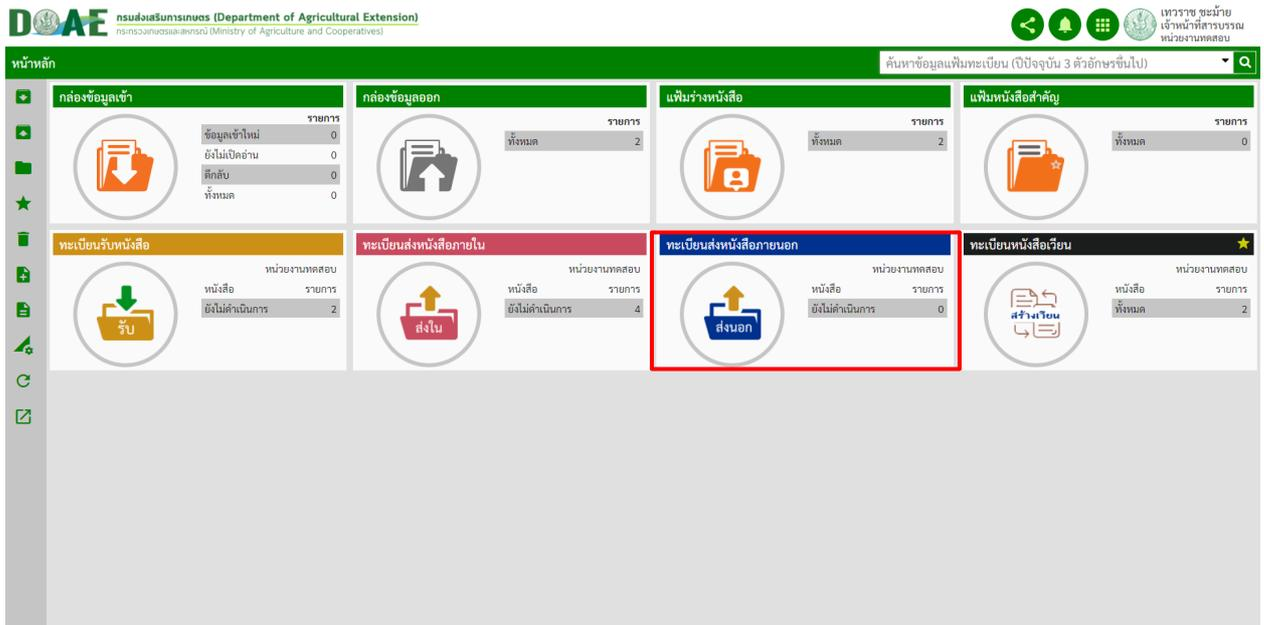 DOAE
กรมส่งเสริมการเกษตร (Department of Agricultural Extension)
กระทรวงเกษตรและสหกรณ์ (Ministry of Agriculture and Cooperatives)
เทวราช ชะม้าย
เจ้าหน้าที่สารบรรณ
หน่วยงานทดสอบ
หน้าหลัก
ค้นหาข้อมูลแฟ้มทะเบียน (ปีปัจจุบัน 3 ตัวอักษรขึ้นไป)
กล่องข้อมูลเข้า
รายการ
ข้อมูลเข้าใหม่ 0
ยังไม่เปิดอ่าน 0
ตีกลับ 0
ทั้งหมด 0
กล่องข้อมูลออก
รายการ
ทั้งหมด 2
แฟ้มร่างหนังสือ
รายการ
ทั้งหมด 2
แฟ้มหนังสือสำคัญ
รายการ
ทั้งหมด 0
ทะเบียนรับหนังสือ
หน่วยงานทดสอบ
หนังสือ รายการ
ยังไม่ดำเนินการ 2
รับ
ทะเบียนส่งหนังสือภายใน
หน่วยงานทดสอบ
หนังสือ รายการ
ยังไม่ดำเนินการ 4
ส่งใน
ทะเบียนส่งหนังสือภายนอก
หน่วยงานทดสอบ
หนังสือ รายการ
ยังไม่ดำเนินการ 0
ส่งนอก
ทะเบียนหนังสือเวียน
หน่วยงานทดสอบ
หนังสือ รายการ
ทั้งหมด 2
สร้างเวียน